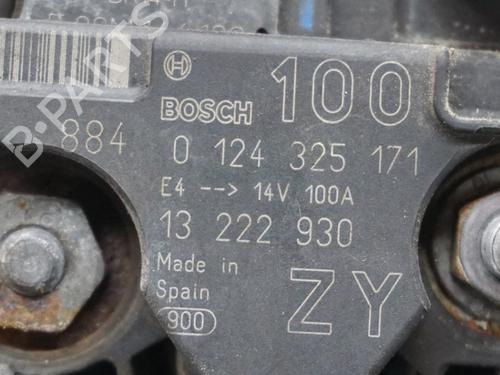 BOSCH 100
884 0 124 325 171
E4 --> 14V 100A
13 222 930
Made in
Spain
ZY
900
B-PARTS